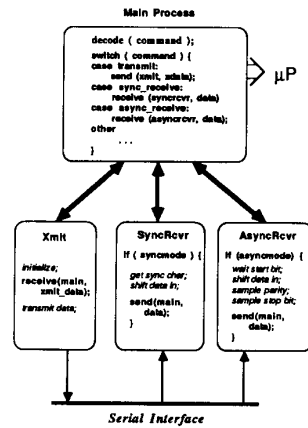 Main Process
decode ( command );
switch ( command ) {
case transmit:
send (xmit, xdata);
case sync_receive:
receive (syncrcvr, data)
case async_receive:
receive (asyncrcvr, data);
other
...
}
μP
Xmit
initialize;
receive(main,
xmit_data);
transmit data;
SyncRcvr
if ( syncmode ) {
get sync char;
shift data in;
send(main,
data);
}
AsyncRcvr
if (asyncmode) {
wait start bit;
shift data in;
sample parity;
sample stop bit;
send(main,
data);
}
Serial Interface